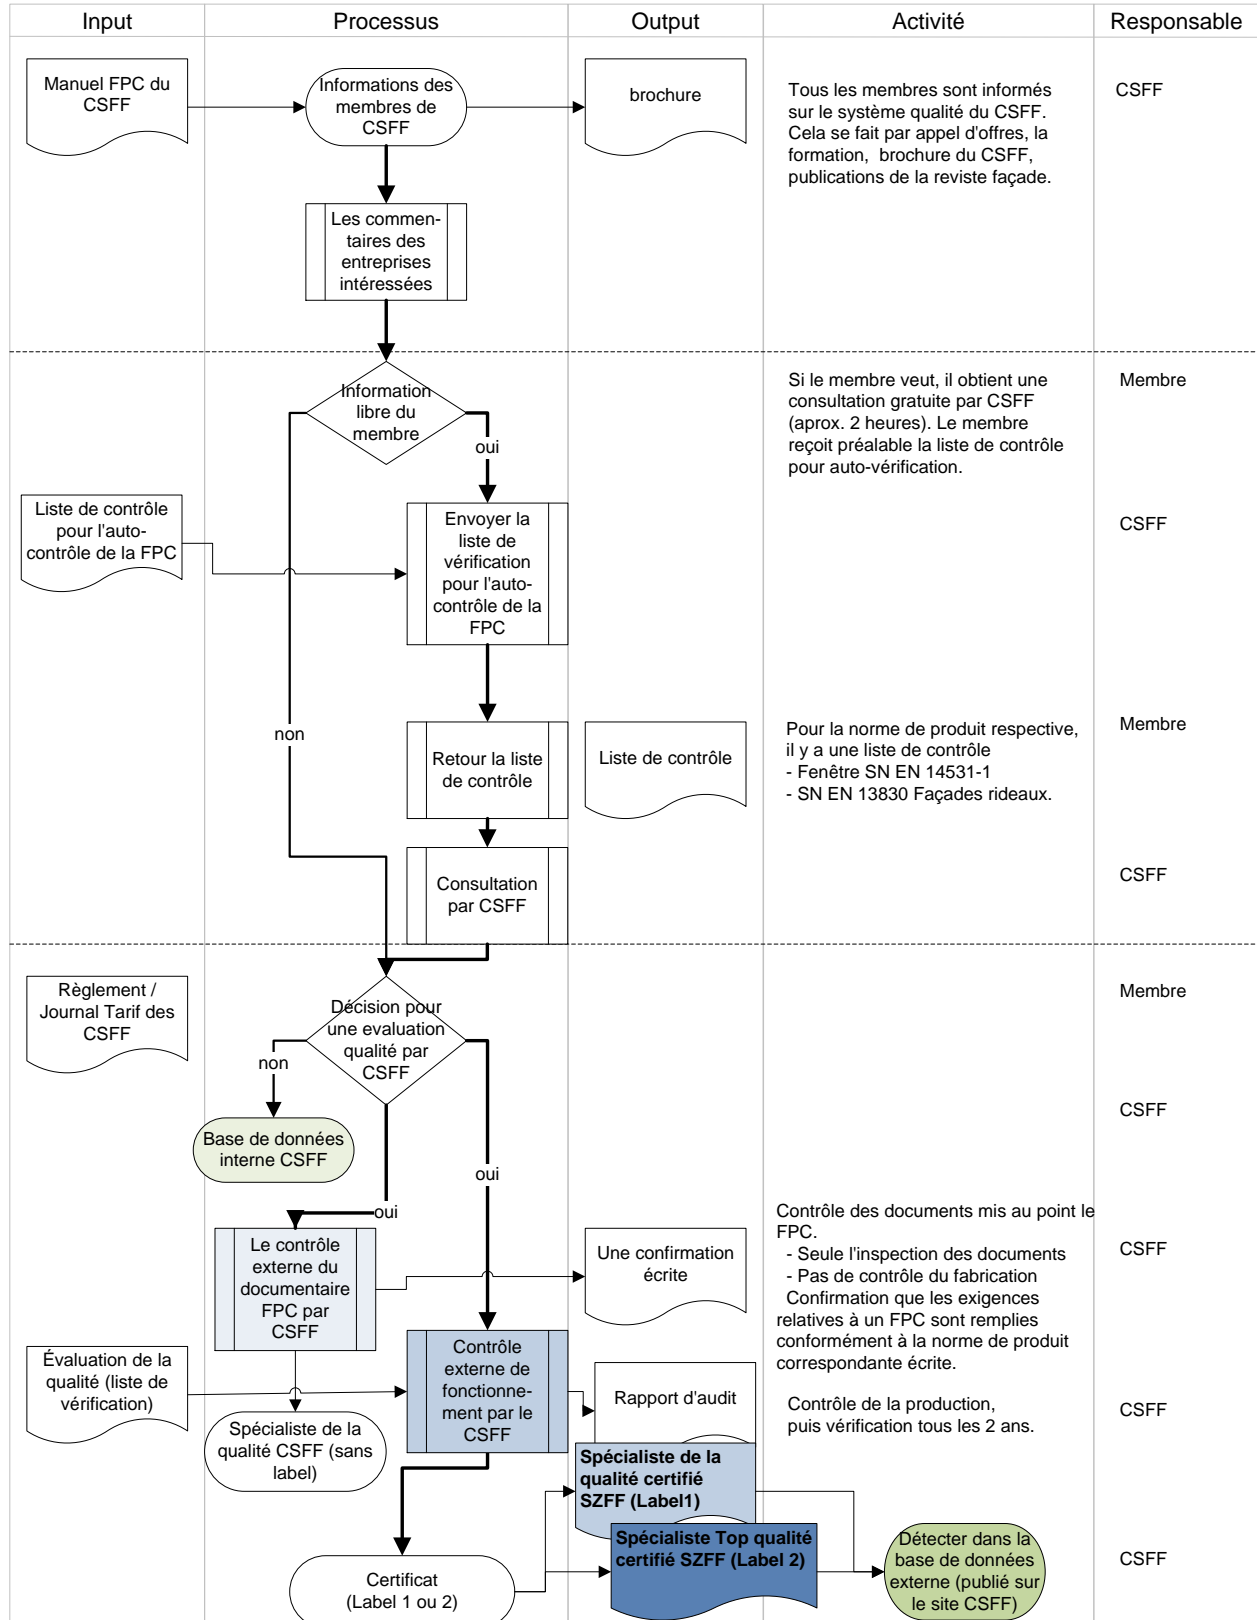 Input
Processus
Output
Activité
Responsable
Manuel FPC du
CSFF
Informations des
membres de
CSFF
brochure
Tous les membres sont informés
sur le système qualité du CSFF.
Cela se fait par appel d'offres, la
formation, brochure du CSFF,
publications de la reviste façade.
CSFF
Les commen-
taires des
entreprises
intéressées
Information
libre du
membre
oui
non
Si le membre veut, il obtient une
consultation gratuite par CSFF
(aprox. 2 heures). Le membre
reçoit préalable la liste de contrôle
pour auto-vérification.
Membre
Liste de contrôle
pour l'auto-
contrôle de la FPC
Envoyer la
liste de
vérification
pour l'auto-
contrôle de la
FPC
CSFF
Retour la liste
de contrôle
Liste de contrôle
Pour la norme de produit respective,
il y a une liste de contrôle
- Fenêtre SN EN 14531-1
- SN EN 13830 Façades rideaux.
Membre
Consultation
par CSFF
CSFF
Règlement /
Journal Tarif des
CSFF
Décision pour
une evaluation
qualité par
CSFF
Membre
non
oui
oui
Base de données
interne CSFF
CSFF
Le contrôle
externe du
documentaire
FPC par
CSFF
Une confirmation
écrite
Contrôle des documents mis au point le
FPC.
- Seule l'inspection des documents
- Pas de contrôle du fabrication
Confirmation que les exigences
relatives à un FPC sont remplies
conformément à la norme de produit
correspondante écrite.
CSFF
Évaluation de la
qualité (liste de
vérification)
Contrôle
externe de
fonctionne-
ment par le
CSFF
Rapport d'audit
Contrôle de la production,
puis vérification tous les 2 ans.
CSFF
Spécialiste de la
qualité CSFF (sans
label)
Spécialiste de la
qualité certifié
SZFF (Label1)
Spécialiste Top qualité
certifié SZFF (Label 2)
Certificat
(Label 1 ou 2)
Détecter dans la
base de données
externe (publié sur
le site CSFF)
CSFF